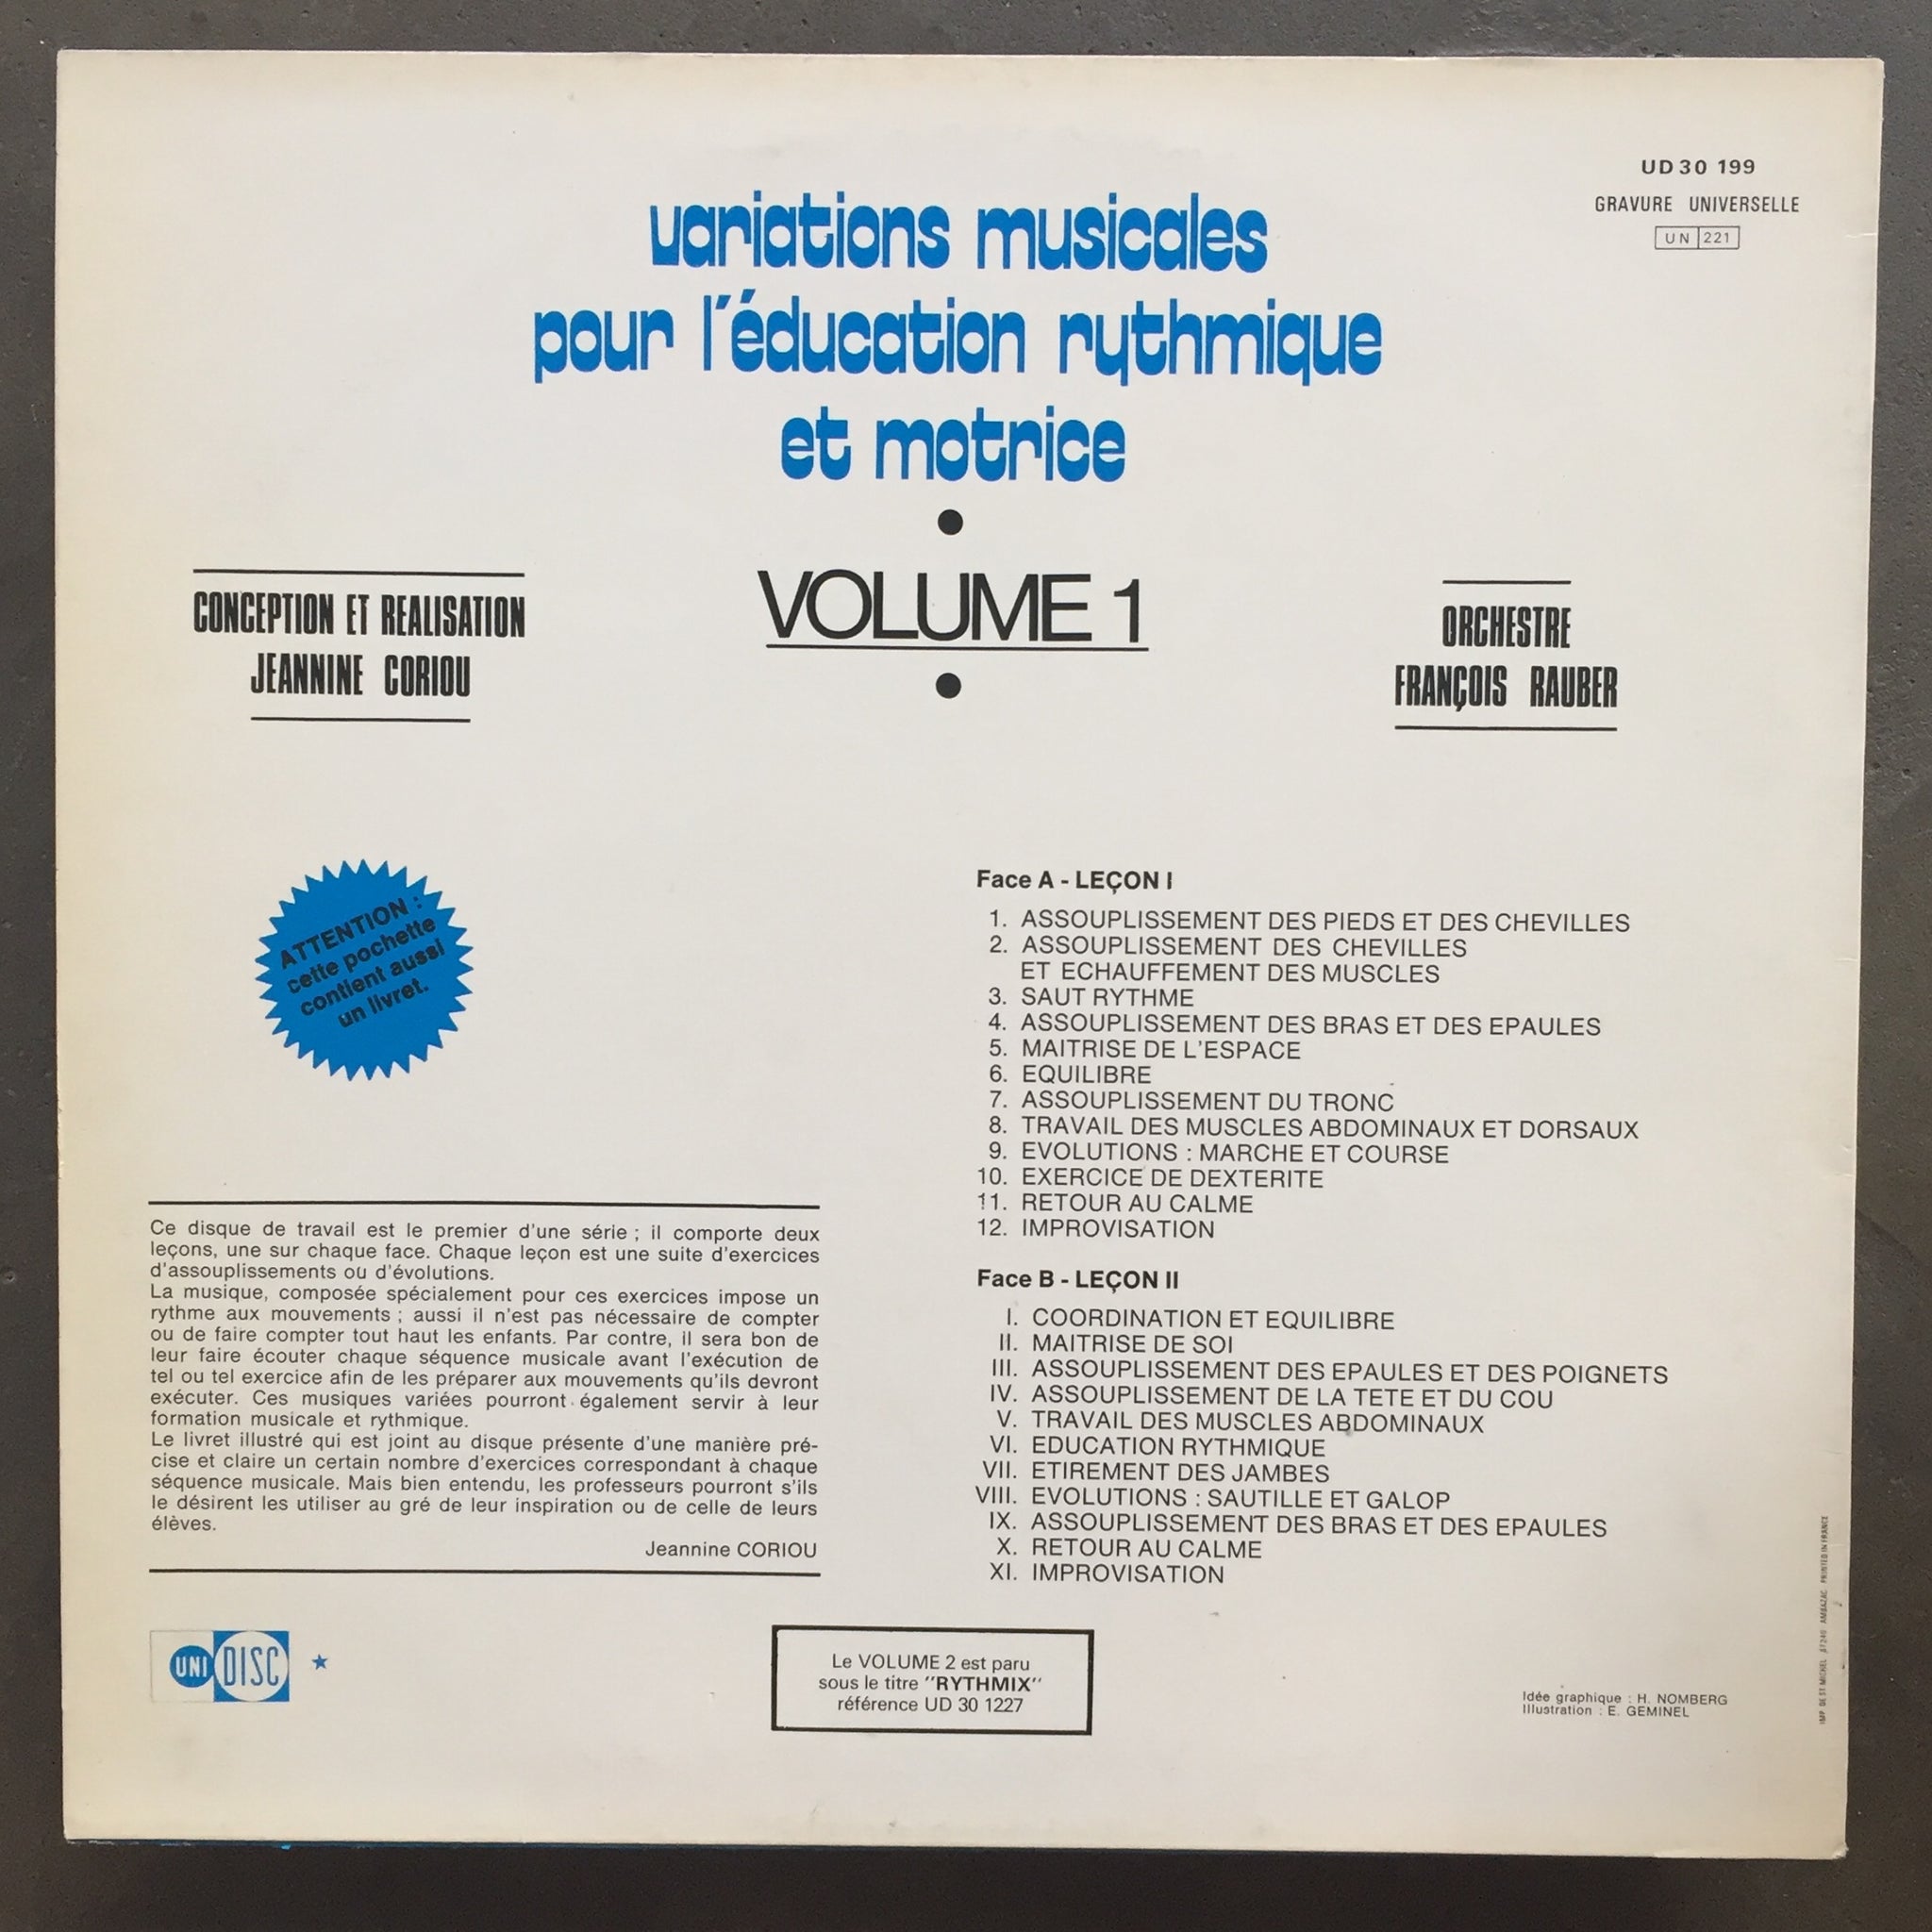 UD 30 199
GRAVURE UNIVERSELLE
UN 221
variations musicales
pour l'éducation rythmique
et motrice
VOLUME 1
CONCEPTION ET REALISATION
JEANNINE CORIOU
ORCHESTRE
FRANÇOIS RAUBER
ATTENTION :
cette pochette
contient aussi
un livret.
Ce disque de travail est le premier d'une série ; il comporte deux
leçons, une sur chaque face. Chaque leçon est une suite d'exercices
d'assouplissements ou d'évolutions.
La musique, composée spécialement pour ces exercices impose un
rythme aux mouvements ; aussi il n'est pas nécessaire de compter
ou de faire compter tout haut les enfants. Par contre, il sera bon de
leur faire écouter chaque séquence musicale avant l'exécution de
tel ou tel exercice afin de les préparer aux mouvements qu'ils devront
exécuter. Ces musiques variées pourront également servir à leur
formation musicale et rythmique.
Le livret illustré qui est joint au disque présente d'une manière pré-
cise et claire un certain nombre d'exercices correspondant à chaque
séquence musicale. Mais bien entendu, les professeurs pourront s'ils
le désirent les utiliser au gré de leur inspiration ou de celle de leurs
élèves.
Jeannine CORIOU
Face A - LEÇON I
1. ASSOUPLISSEMENT DES PIEDS ET DES CHEVILLES
2. ASSOUPLISSEMENT DES CHEVILLES
ET ECHAUFFEMENT DES MUSCLES
3. SAUT RYTHME
4. ASSOUPLISSEMENT DES BRAS ET DES EPAULES
5. MAITRISE DE L'ESPACE
6. EQUILIBRE
7. ASSOUPLISSEMENT DU TRONC
8. TRAVAIL DES MUSCLES ABDOMINAUX ET DORSAUX
9. EVOLUTIONS : MARCHE ET COURSE
10. EXERCICE DE DEXTERITE
11. RETOUR AU CALME
12. IMPROVISATION
Face B - LEÇON II
I. COORDINATION ET EQUILIBRE
II. MAITRISE DE SOI
III. ASSOUPLISSEMENT DES EPAULES ET DES POIGNETS
IV. ASSOUPLISSEMENT DE LA TETE ET DU COU
V. TRAVAIL DES MUSCLES ABDOMINAUX
VI. EDUCATION RYTHMIQUE
VII. ETIREMENT DES JAMBES
VIII. EVOLUTIONS : SAUTILLE ET GALOP
IX. ASSOUPLISSEMENT DES BRAS ET DES EPAULES
X. RETOUR AU CALME
XI. IMPROVISATION
UNI DISC
Le VOLUME 2 est paru
sous le titre "RYTHMIX"
référence UD 30 1227
Idée graphique : H. NOMBERG
Illustration : E. GEMINEL
IMP. DE ST MICHEL 87240 AMBAZAC PRINTED IN FRANCE